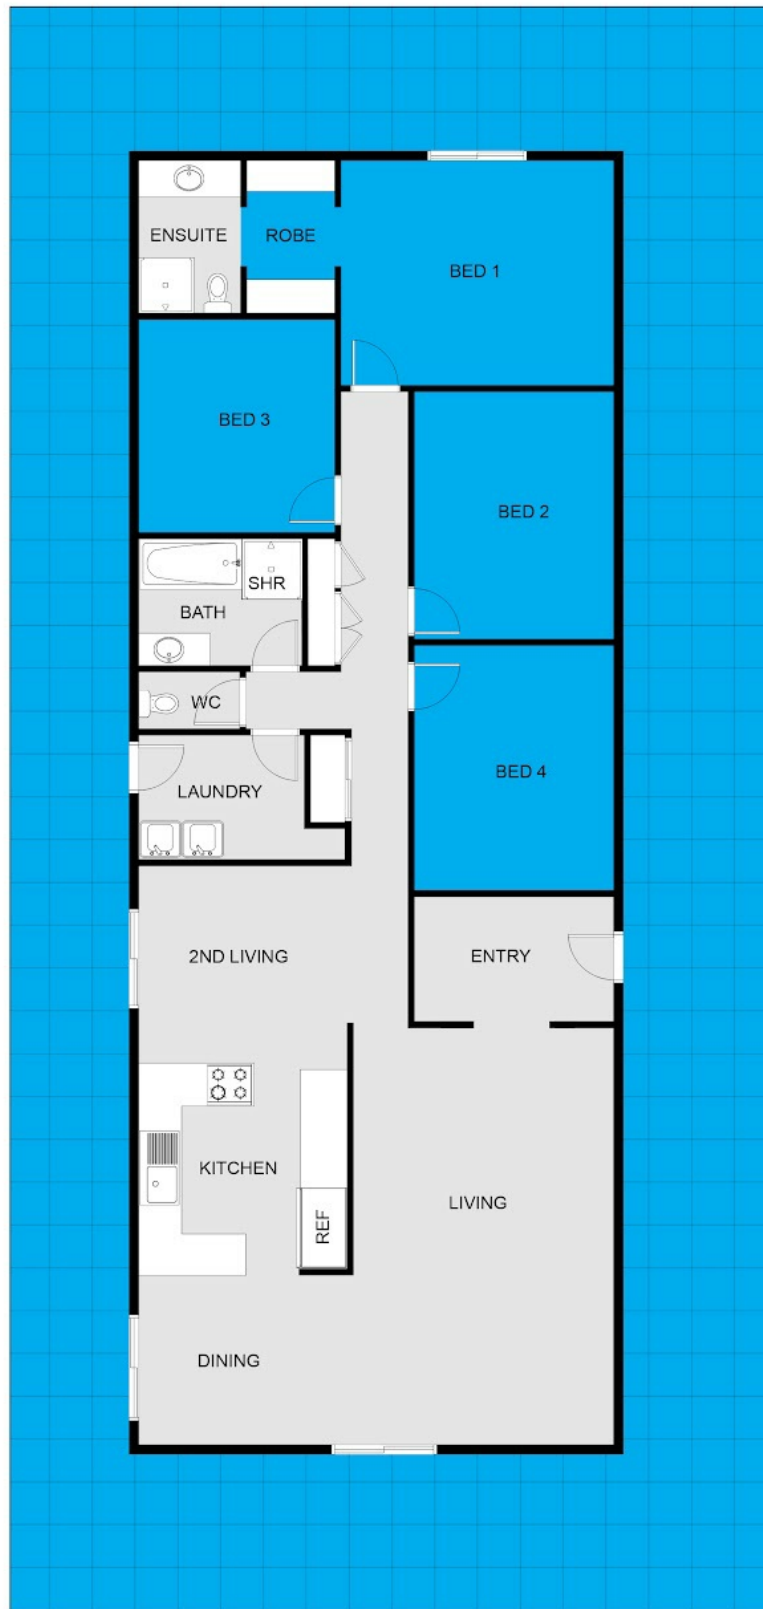 ENSUITE
ROBE
BED 1
BED 3
BED 2
SHR
BATH
WC
BED 4
LAUNDRY
2ND LIVING
ENTRY
KITCHEN
LIVING
REF
DINING